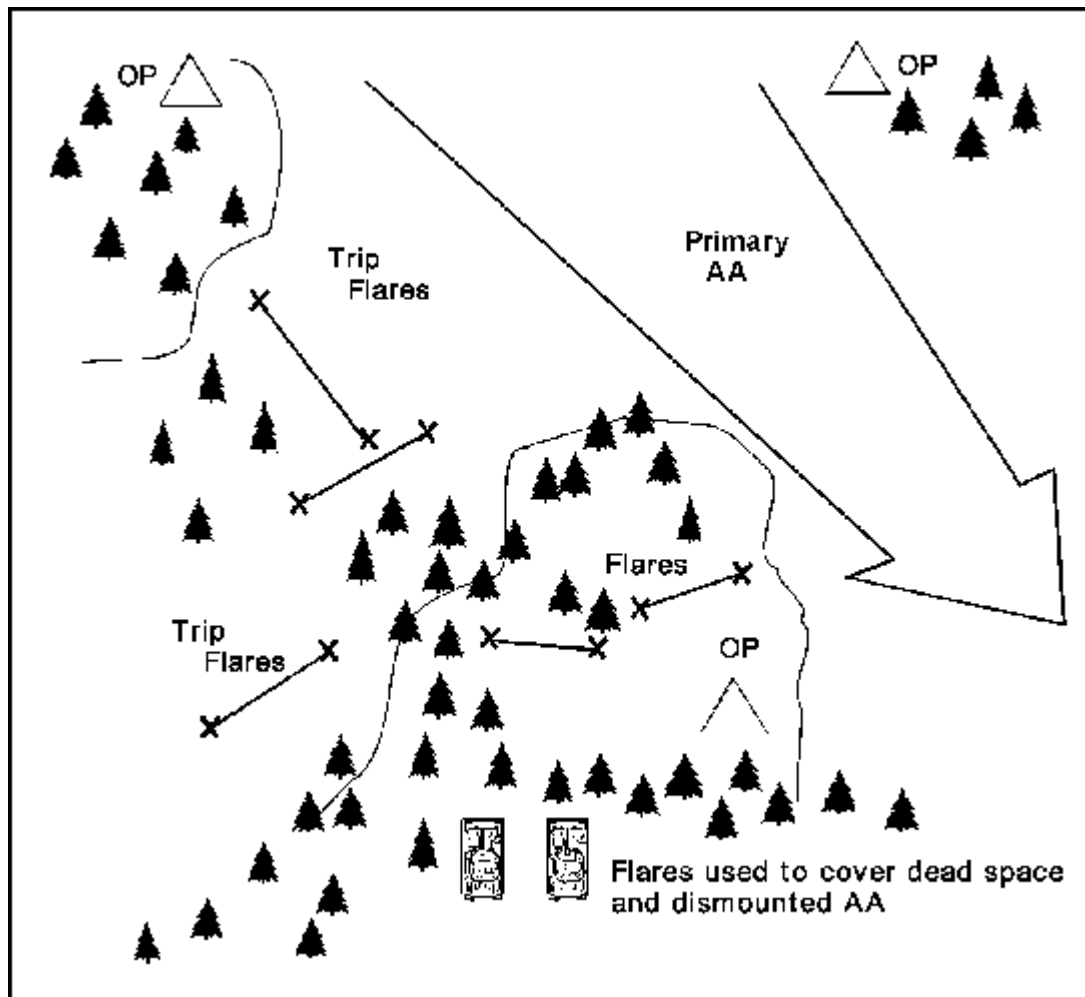 OP
OP
Primary
AA
Trip
Flares
Flares
Trip
Flares
OP
Flares used to cover dead space
and dismounted AA